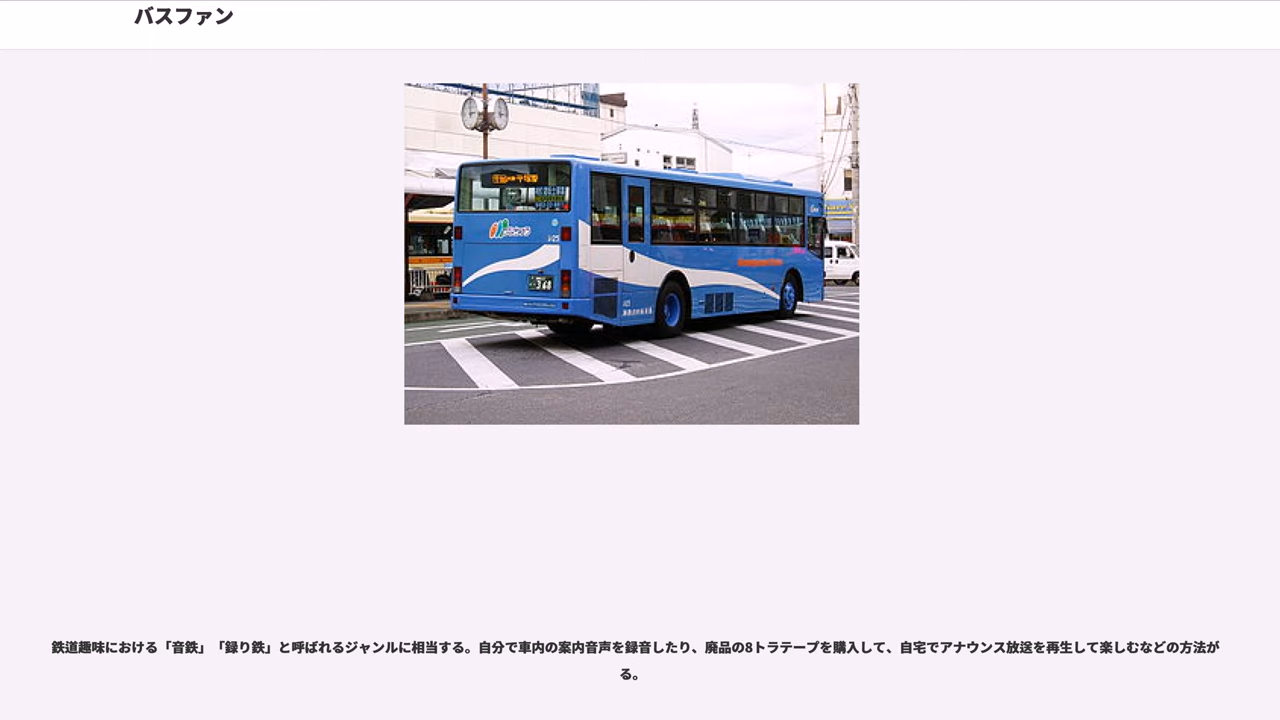 バスファン
368
鉄道趣味における「音鉄」「録り鉄」と呼ばれるジャンルに相当する。自分で車内の案内音声を録音したり、廃品の8トラテープを購入して、自宅でアナウンス放送を再生して楽しむなどの方法が
る。